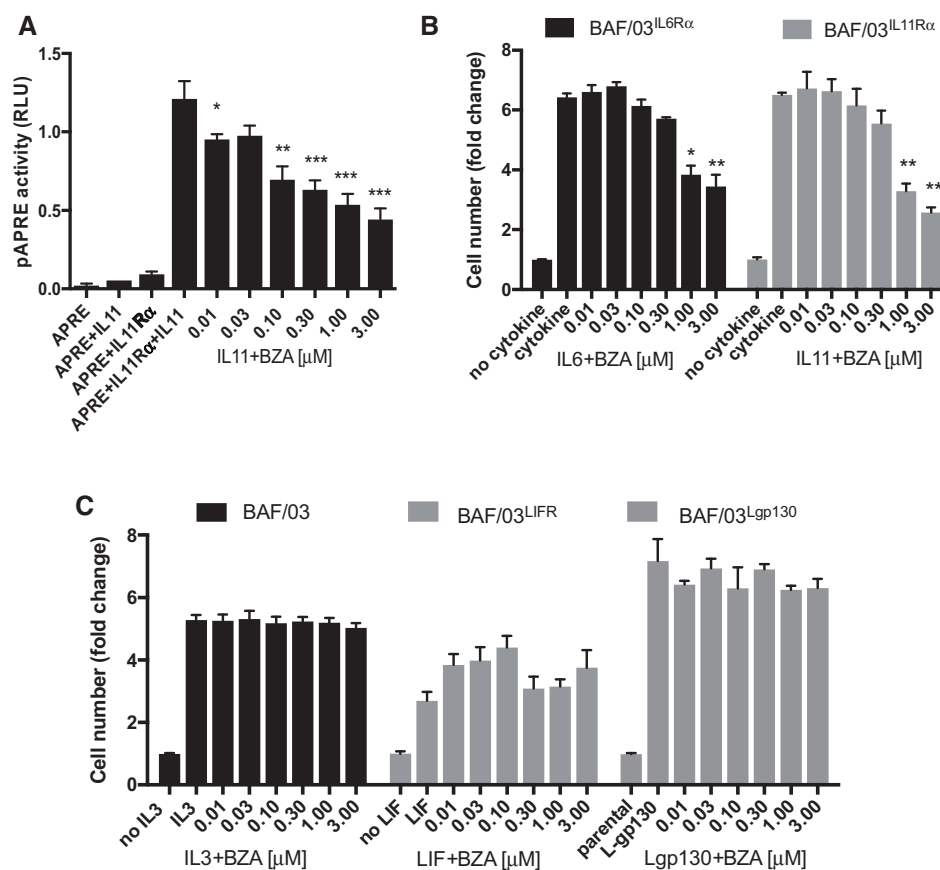 A
pAPRE activity (RLU)
1.5
1.0
0.5
0.0
* ** *** *** ***
APRE
APRE+IL11
APRE+IL11Rα
APRE+IL11Rα+IL11
0.01 0.03 0.10 0.30 1.00 3.00
IL11+BZA [μM]
B
BAF/03IL6Rα BAF/03IL11Rα
Cell number (fold change)
8
6
4
2
0
* ** ** **
no cytokine cytokine 0.01 0.03 0.10 0.30 1.00 3.00 no cytokine cytokine 0.01 0.03 0.10 0.30 1.00 3.00
IL6+BZA [μM] IL11+BZA [μM]
C
BAF/03 BAF/03LIFR BAF/03Lgp130
Cell number (fold change)
8
6
4
2
0
no IL3 IL3 0.01 0.03 0.10 0.30 1.00 3.00 no LIF LIF 0.01 0.03 0.10 0.30 1.00 3.00 parental L-gp130 0.01 0.03 0.10 0.30 1.00 3.00
IL3+BZA [μM] LIF+BZA [μM] Lgp130+BZA [μM]